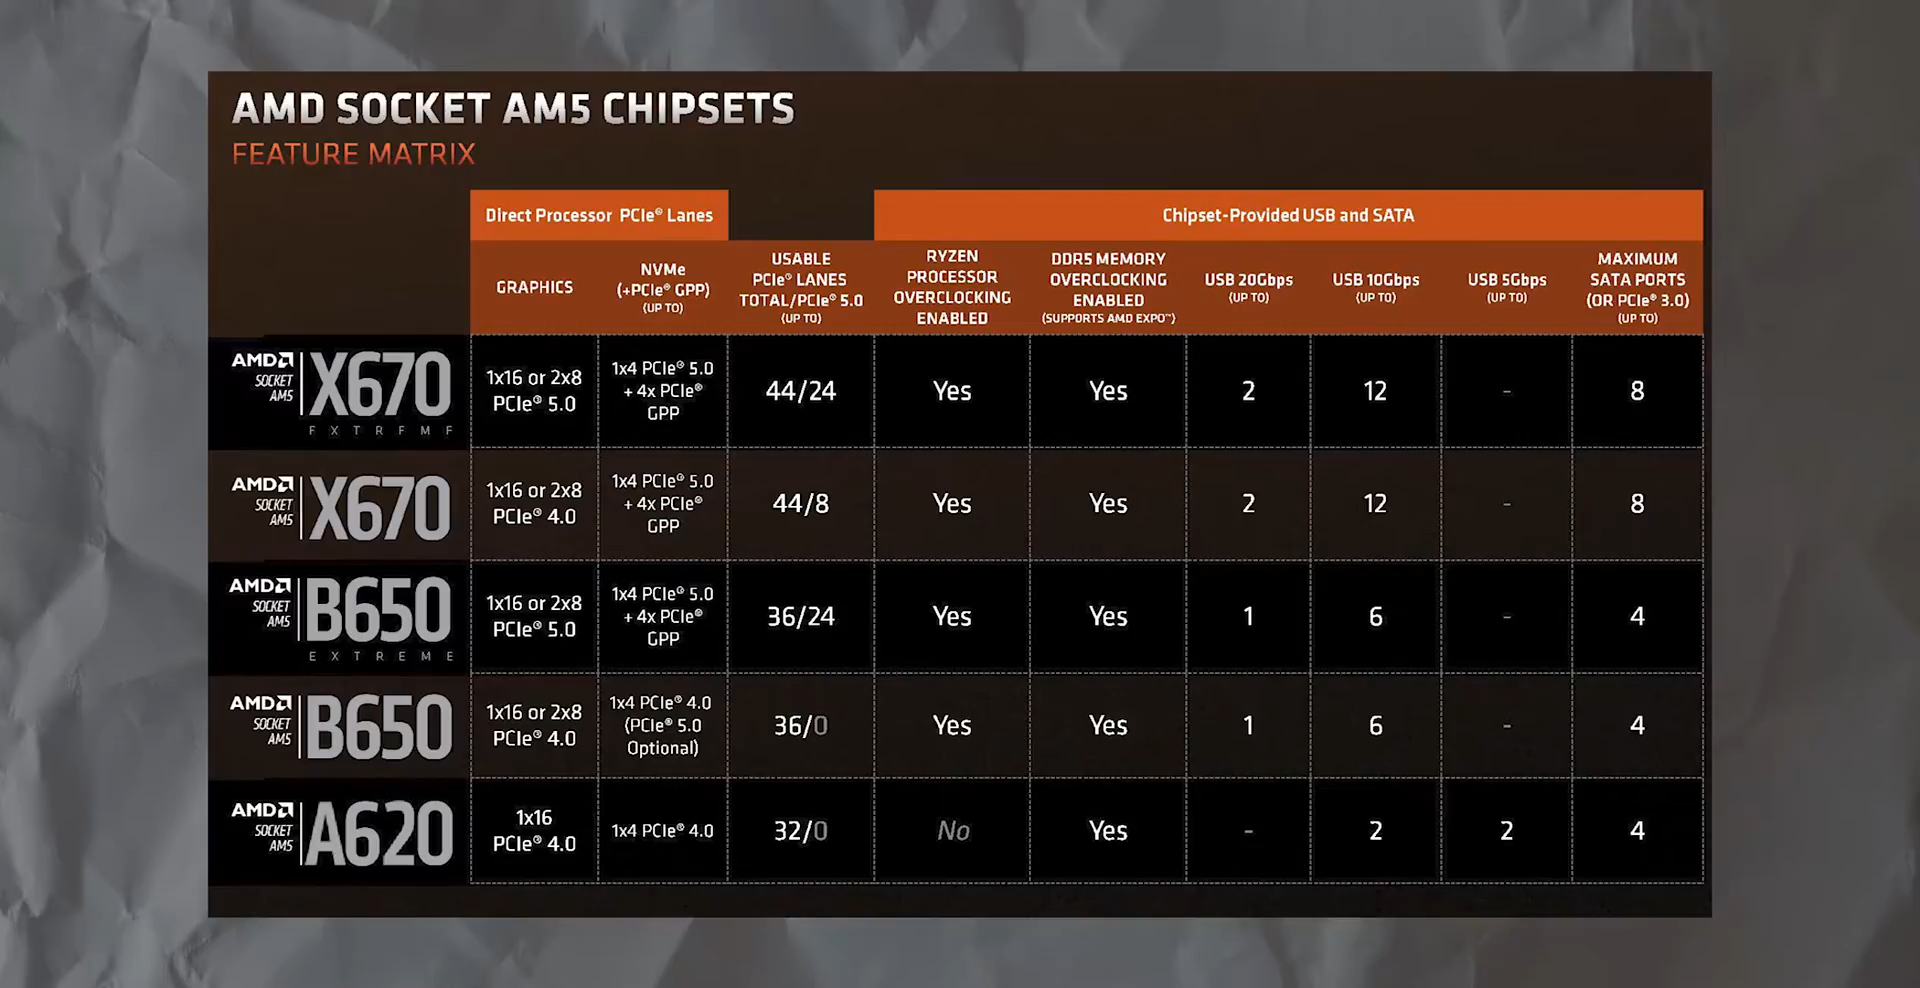 AMD SOCKET AM5 CHIPSETS
FEATURE MATRIX
Direct Processor PCIe® Lanes
Chipset-Provided USB and SATA
GRAPHICS
NVMe
(+PCIe® GPP)
(UP TO)
USABLE
PCIe® LANES
TOTAL/PCIe® 5.0
(UP TO)
RYZEN
PROCESSOR
OVERCLOCKING
ENABLED
DDR5 MEMORY
OVERCLOCKING
ENABLED
(SUPPORTS AMD EXPO™)
USB 20Gbps
(UP TO)
USB 10Gbps
(UP TO)
USB 5Gbps
(UP TO)
MAXIMUM
SATA PORTS
(OR PCIe® 3.0)
(UP TO)
AMD
SOCKET
AM5
X670
EXTREME
1x16 or 2x8
PCIe® 5.0
1x4 PCIe® 5.0
+ 4x PCIe®
GPP
44/24
Yes
Yes
2
12
-
8
AMD
SOCKET
AM5
X670
1x16 or 2x8
PCIe® 4.0
1x4 PCIe® 5.0
+ 4x PCIe®
GPP
44/8
Yes
Yes
2
12
-
8
AMD
SOCKET
AM5
B650
EXTREME
1x16 or 2x8
PCIe® 5.0
1x4 PCIe® 5.0
+ 4x PCIe®
GPP
36/24
Yes
Yes
1
6
-
4
AMD
SOCKET
AM5
B650
1x16 or 2x8
PCIe® 4.0
1x4 PCIe® 4.0
(PCIe® 5.0
Optional)
36/0
Yes
Yes
1
6
-
4
AMD
SOCKET
AM5
A620
1x16
PCIe® 4.0
1x4 PCIe® 4.0
32/0
No
Yes
-
2
2
4